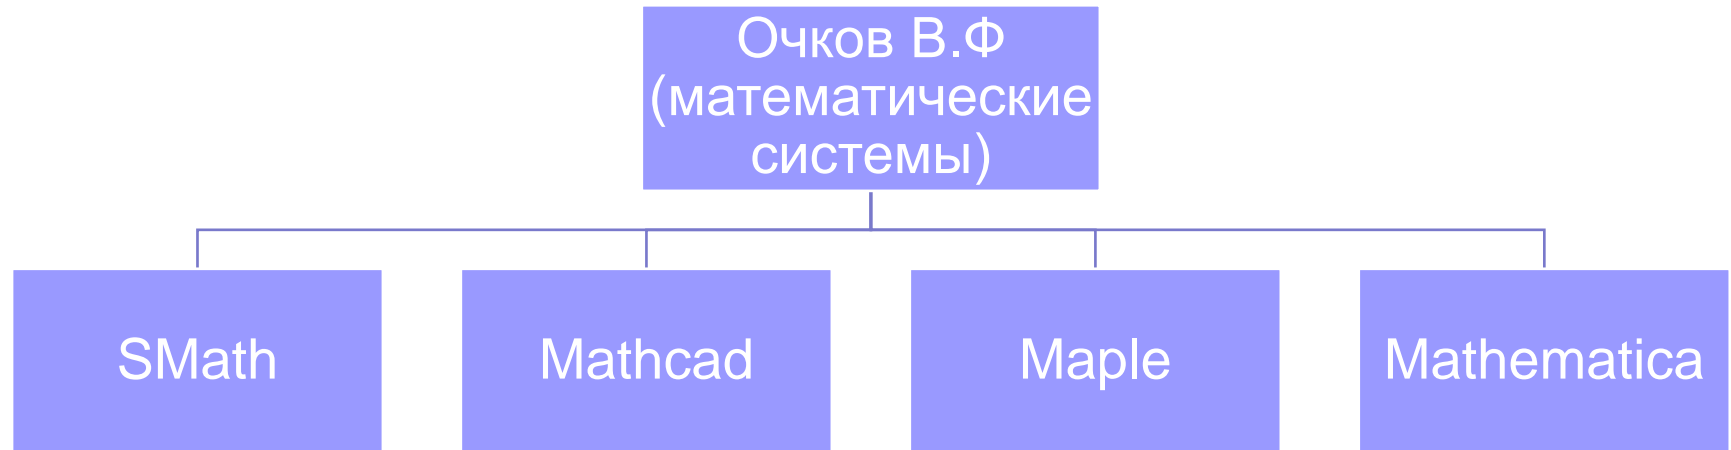 Очков В.Ф
(математические
системы)
SMath
Mathcad
Maple
Mathematica